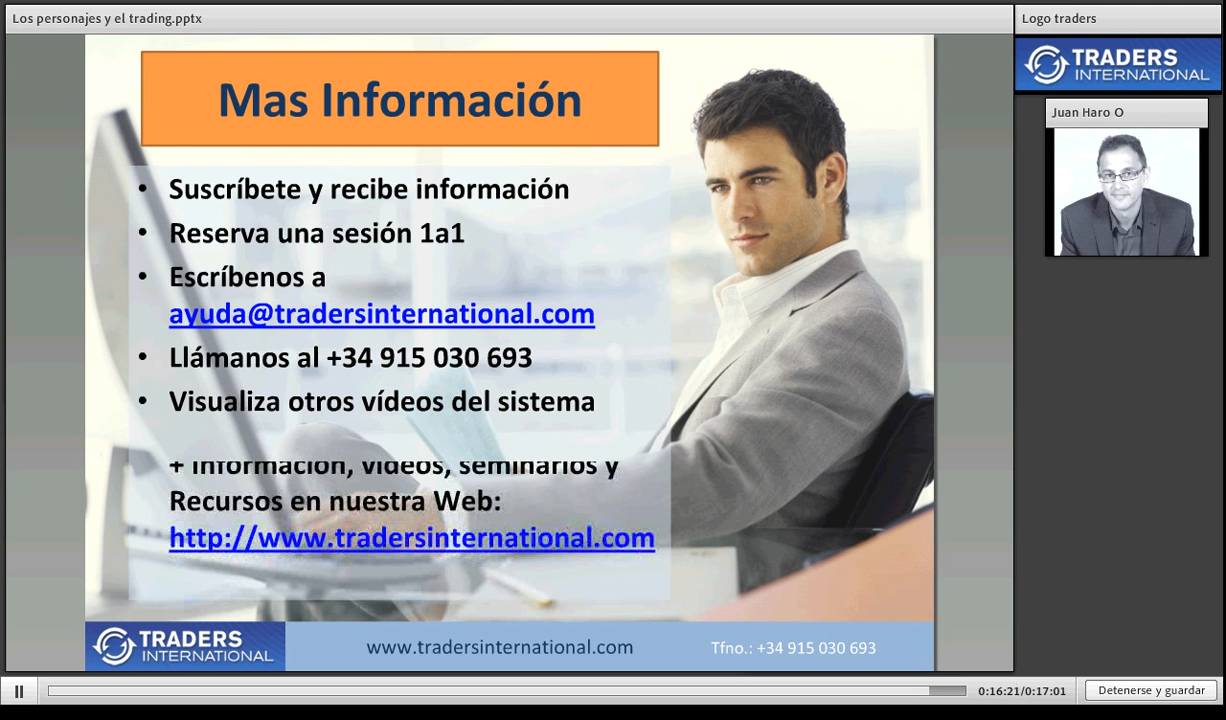 Los personajes y el trading.pptx
Logo traders
TRADERS
INTERNATIONAL
Juan Haro O
Mas Información
• Suscríbete y recibe información
• Reserva una sesión 1a1
• Escríbenos a
ayuda@tradersinternational.com
• Llámanos al +34 915 030 693
• Visualiza otros vídeos del sistema
+ Información, vídeos, seminarios y
Recursos en nuestra Web:
http://www.tradersinternational.com
TRADERS
INTERNATIONAL
www.tradersinternational.com
Tfno.: +34 915 030 693
0:16:21/0:17:01
Detenerse y guardar